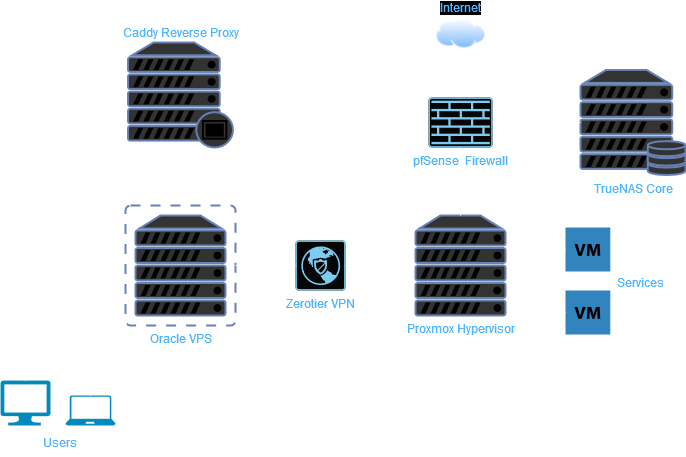 Internet
Caddy Reverse Proxy
pfSense Firewall
TrueNAS Core
VM
Services
VM
Zerotier VPN
Proxmox Hypervisor
Oracle VPS
Users